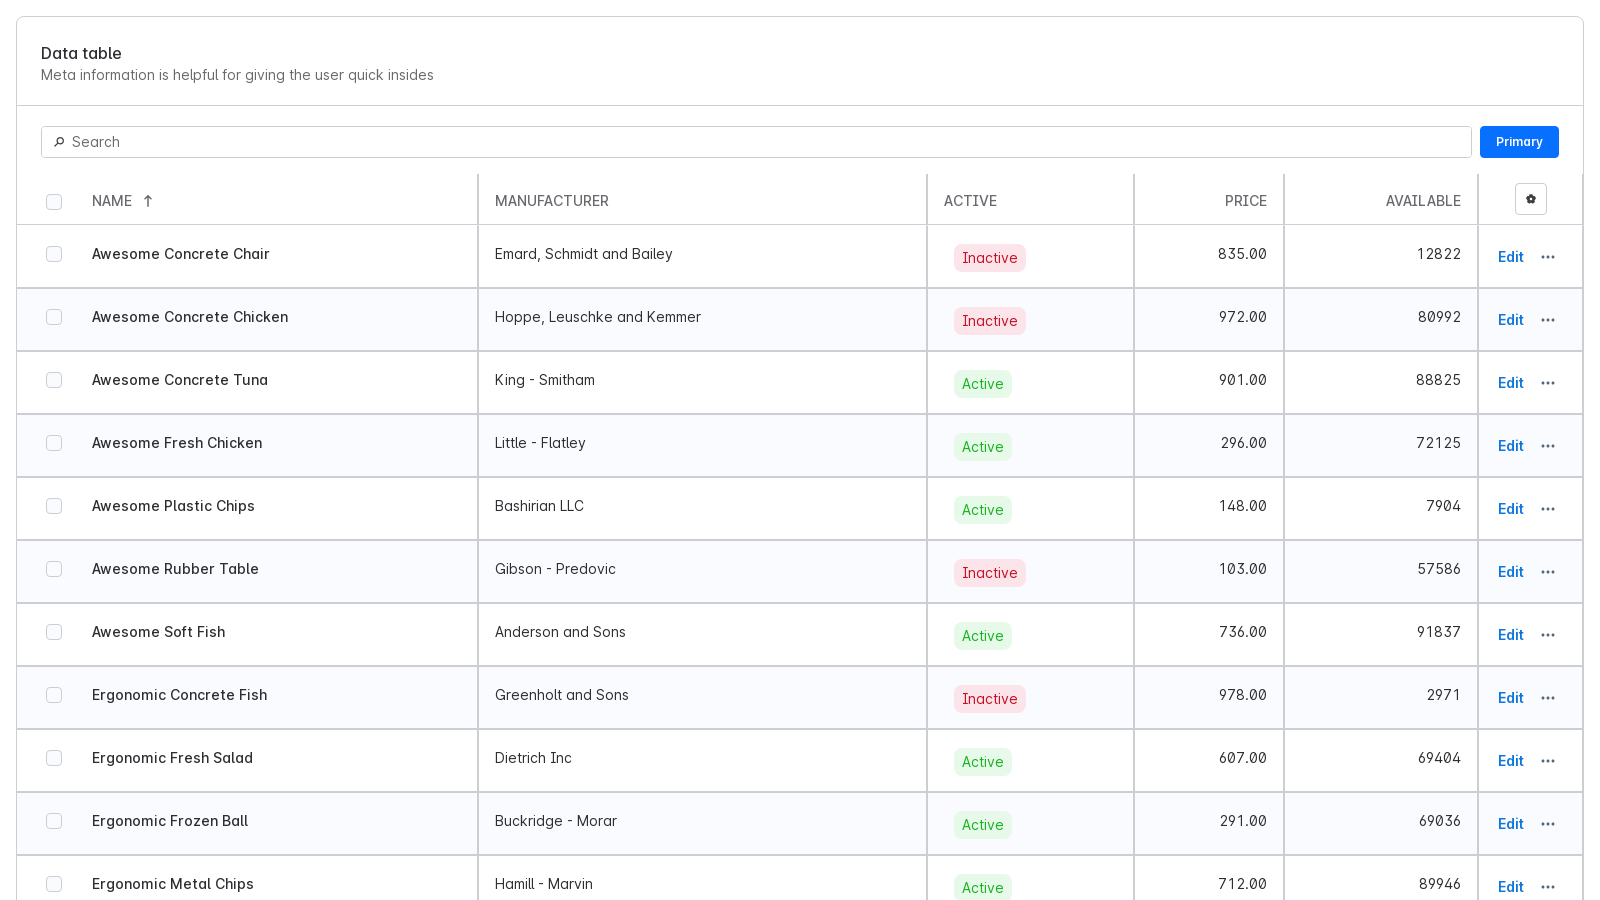 Data table
Meta information is helpful for giving the user quick insides
Search Primary
NAME MANUFACTURER ACTIVE PRICE AVAILABLE
Awesome Concrete Chair Emard, Schmidt and Bailey Inactive 835.00 12822 Edit
Awesome Concrete Chicken Hoppe, Leuschke and Kemmer Inactive 972.00 80992 Edit
Awesome Concrete Tuna King - Smitham Active 901.00 88825 Edit
Awesome Fresh Chicken Little - Flatley Active 296.00 72125 Edit
Awesome Plastic Chips Bashirian LLC Active 148.00 7904 Edit
Awesome Rubber Table Gibson - Predovic Inactive 103.00 57586 Edit
Awesome Soft Fish Anderson and Sons Active 736.00 91837 Edit
Ergonomic Concrete Fish Greenholt and Sons Inactive 978.00 2971 Edit
Ergonomic Fresh Salad Dietrich Inc Active 607.00 69404 Edit
Ergonomic Frozen Ball Buckridge - Morar Active 291.00 69036 Edit
Ergonomic Metal Chips Hamill - Marvin Active 712.00 89946 Edit